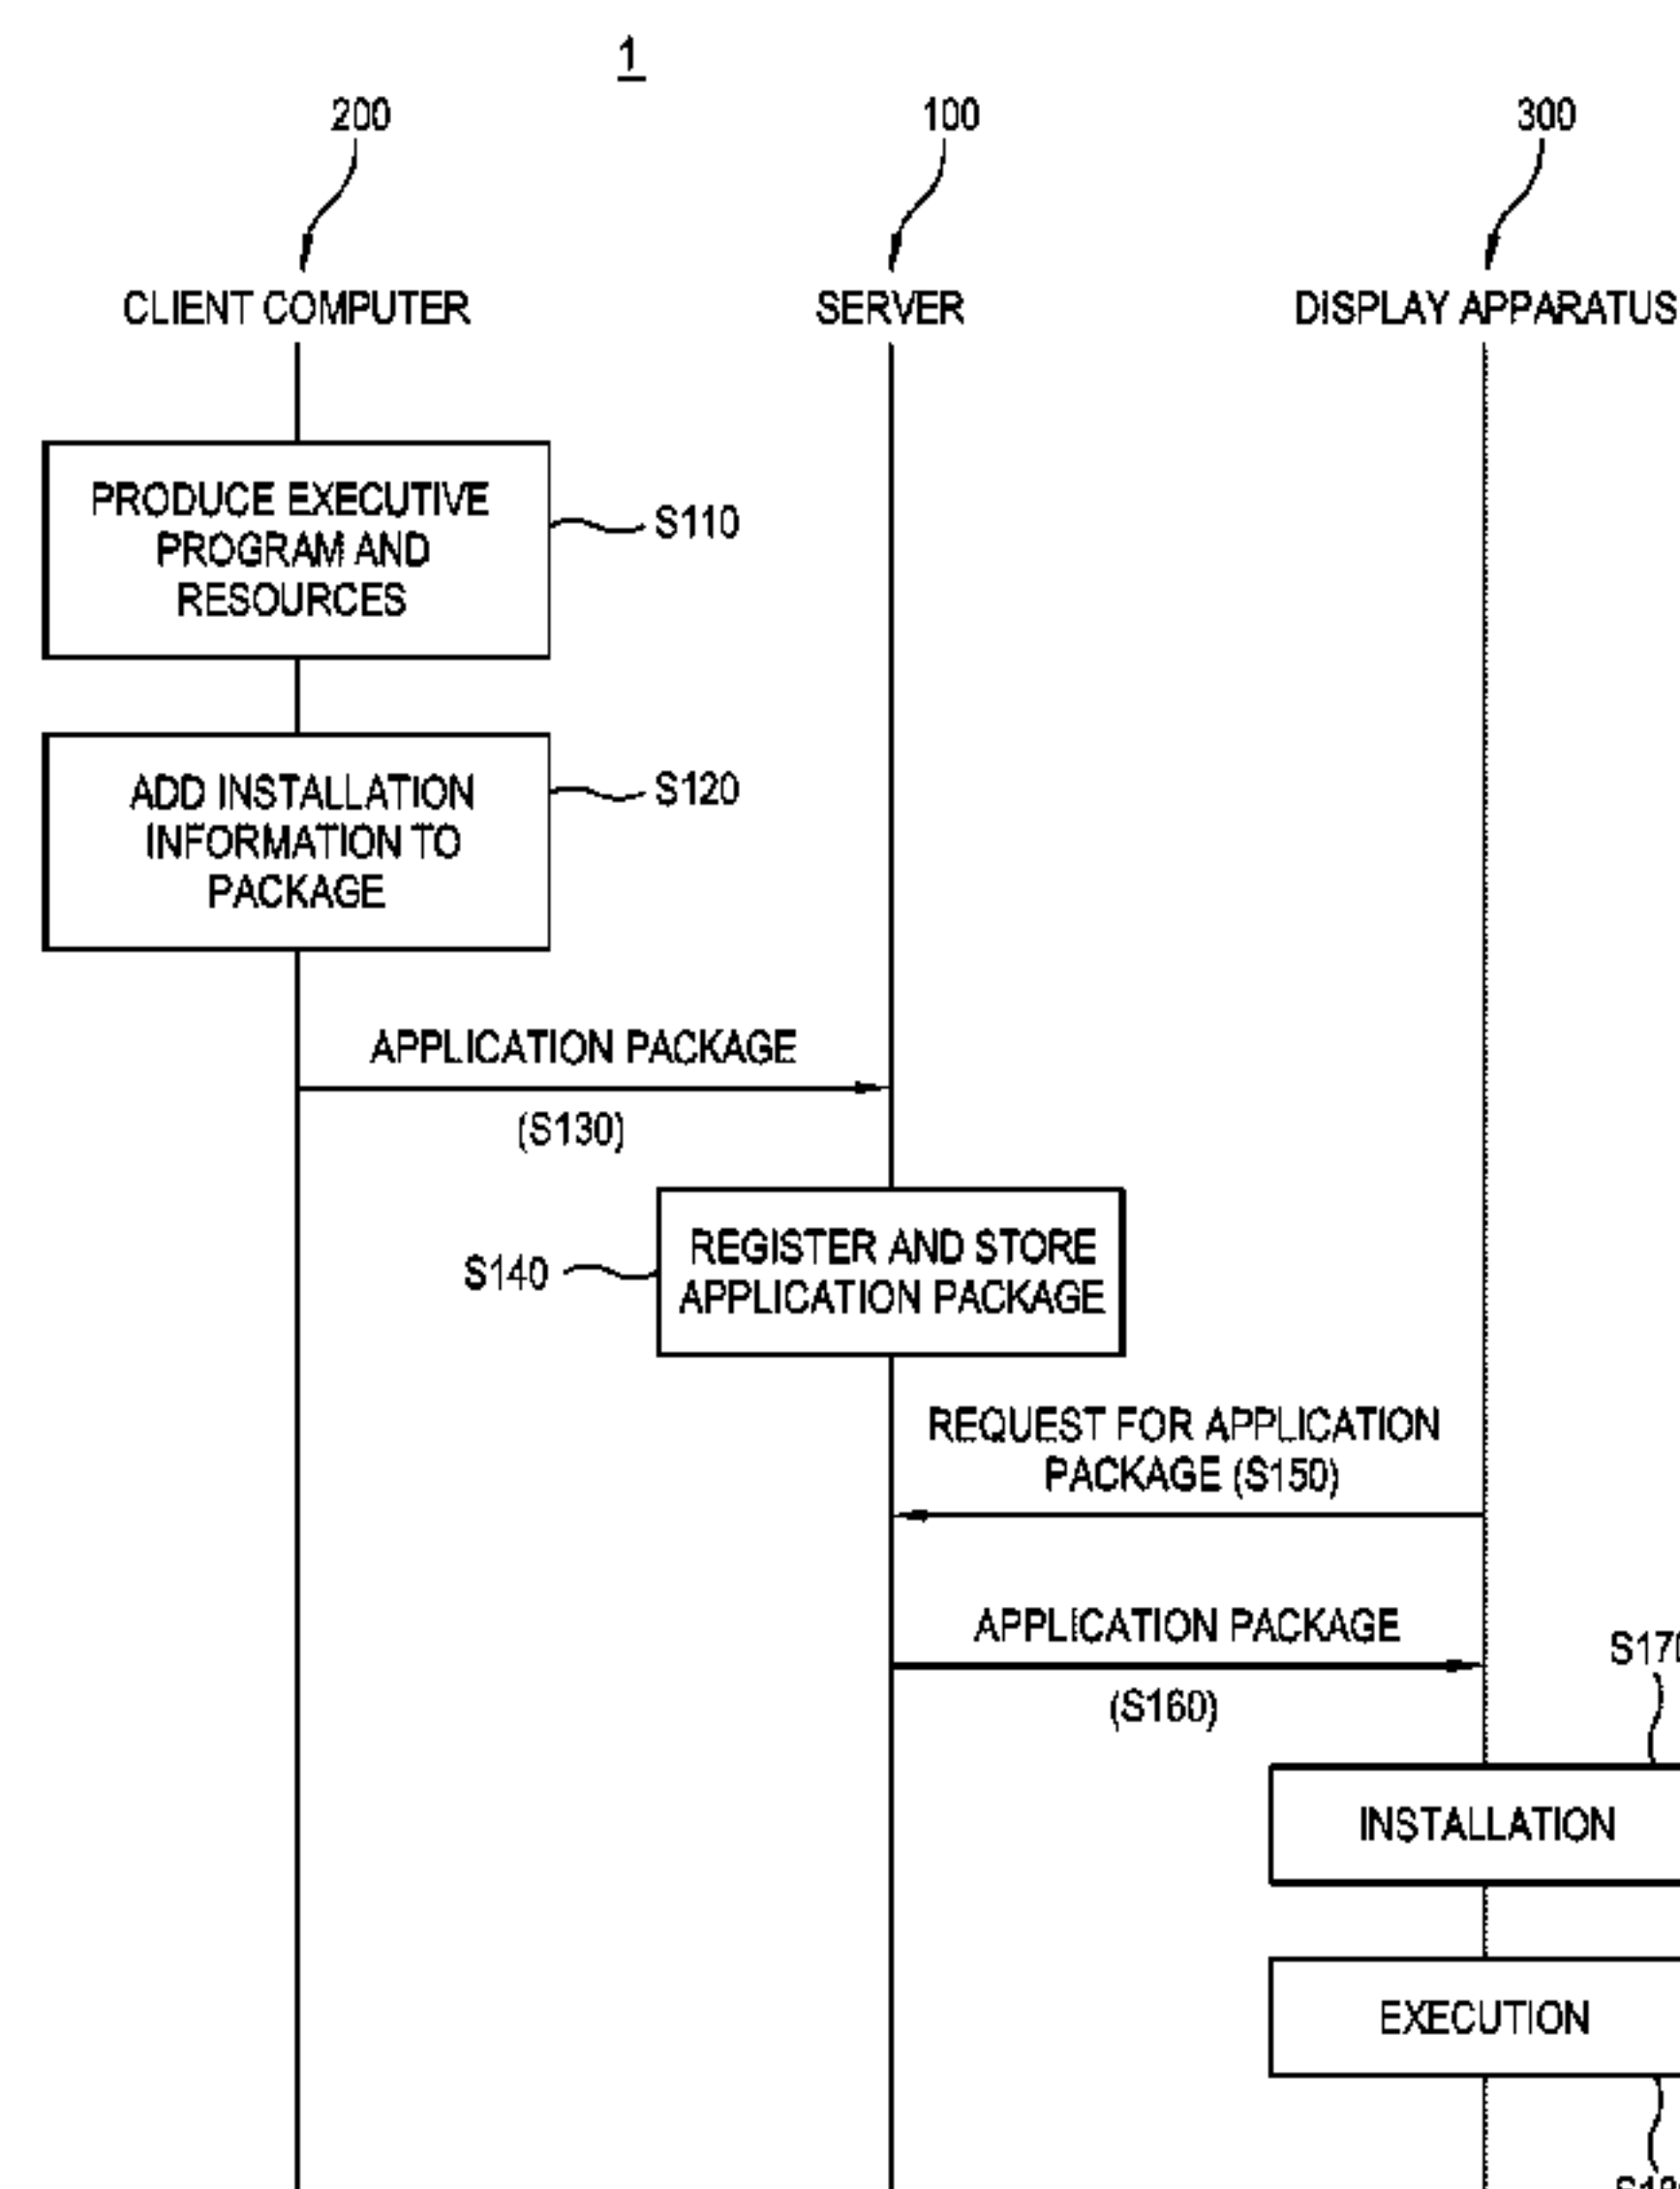 1
200
100
300
CLIENT COMPUTER
SERVER
DISPLAY APPARATUS
PRODUCE EXECUTIVE
PROGRAM AND
RESOURCES
S110
ADD INSTALLATION
INFORMATION TO
PACKAGE
S120
APPLICATION PACKAGE
(S130)
REGISTER AND STORE
APPLICATION PACKAGE
S140
REQUEST FOR APPLICATION
PACKAGE (S150)
APPLICATION PACKAGE
(S160)
S170
INSTALLATION
EXECUTION